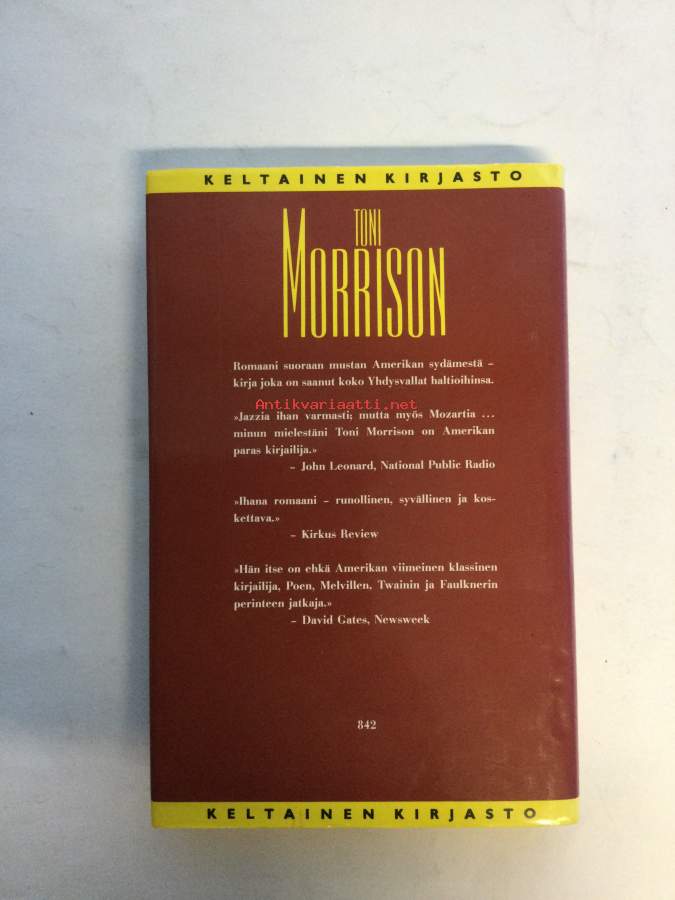 KELTAINEN KIRJASTO
TONI
MORRISON
Romaani suoraan mustan Amerikan sydämestä –
kirja joka on saanut koko Yhdysvallat haltioihinsa.
Antikvariaatti.net
»Jazzia ihan varmasti; mutta myös Mozartia ...
minun mielestäni Toni Morrison on Amerikan
paras kirjailija.»
– John Leonard, National Public Radio
»Ihana romaani – runollinen, syvällinen ja kos-
kettava.»
– Kirkus Review
»Hän itse on ehkä Amerikan viimeinen klassinen
kirjailija, Poen, Melvillen, Twainin ja Faulknerin
perinteen jatkaja.»
– David Gates, Newsweek
842
KELTAINEN KIRJASTO